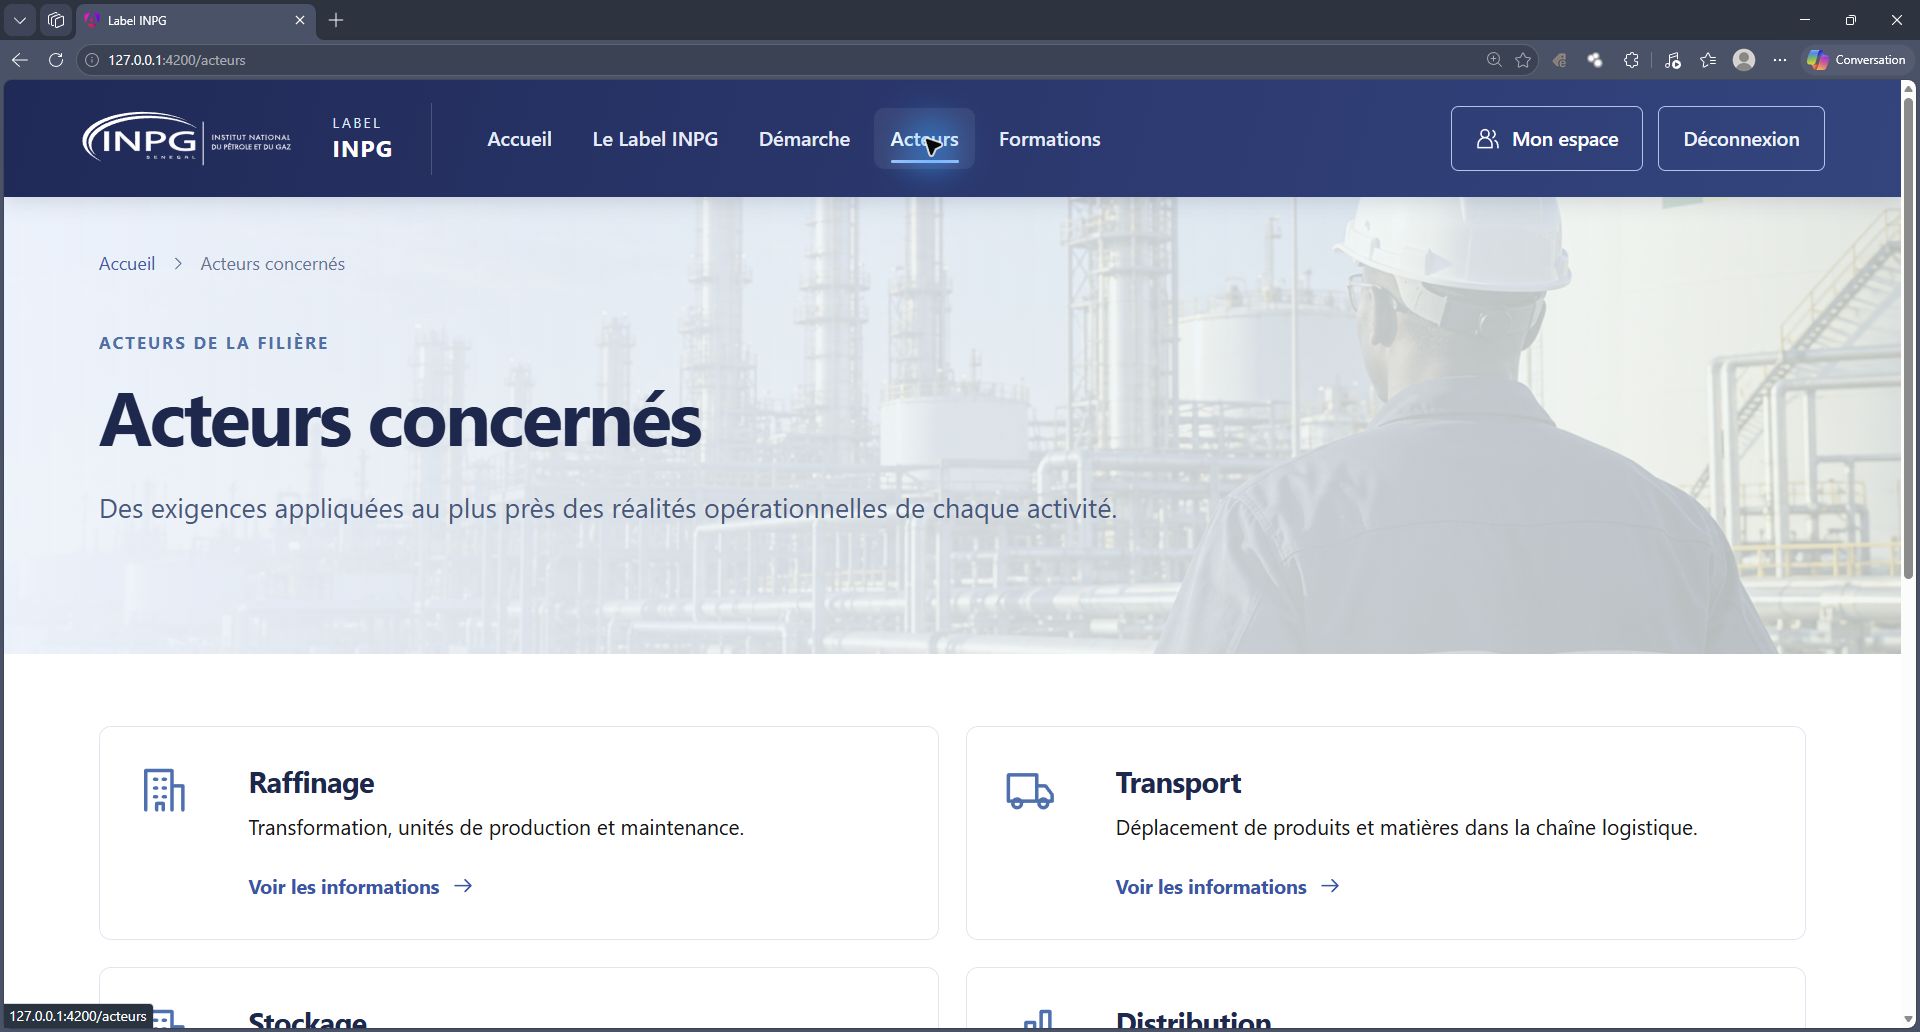 Label INPG
127.0.0.1:4200/acteurs
Conversation
INPG
SENEGAL
INSTITUT NATIONAL
DU PÉTROLE ET DU GAZ
LABEL
INPG
Accueil
Le Label INPG
Démarche
Acteurs
Formations
Mon espace
Déconnexion
Accueil > Acteurs concernés
ACTEURS DE LA FILIÈRE
Acteurs concernés
Des exigences appliquées au plus près des réalités opérationnelles de chaque activité.
Raffinage
Transformation, unités de production et maintenance.
Voir les informations →
Transport
Déplacement de produits et matières dans la chaîne logistique.
Voir les informations →
Stockage
Distribution
127.0.0.1:4200/acteurs